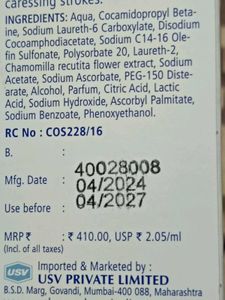 caressing strokes.
INGREDIENTS: Aqua, Cocamidopropyl Beta-
ine, Sodium Laureth-6 Carboxylate, Disodium
Cocoamphodiacetate, Sodium C14-16 Ole-
fin Sulfonate, Polysorbate 20, Laureth-2,
Chamomilla recutita flower extract, Sodium
Acetate, Sodium Ascorbate, PEG-150 Diste-
arate, Alcohol, Parfum, Citric Acid, Lactic
Acid, Sodium Hydroxide, Ascorbyl Palmitate,
Sodium Benzoate, Phenoxyethanol.
RC No : COS228/16
B. : 40028008
Mfg. Date : 04/2024
Use before : 04/2027
MRP ₹ : ₹ 410.00, USP ₹ 2.05/ml
(Incl. of all taxes)
Imported & Marketed by :
USV USV PRIVATE LIMITED
B.S.D. Marg, Govandi, Mumbai-400 088, Maharashtra